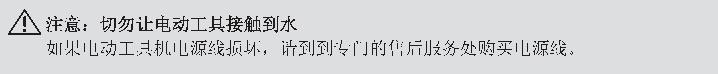 注意：切勿让电动工具接触到水
如果电动工具机电源线损坏，请到到专门的售后服务处购买电源线。